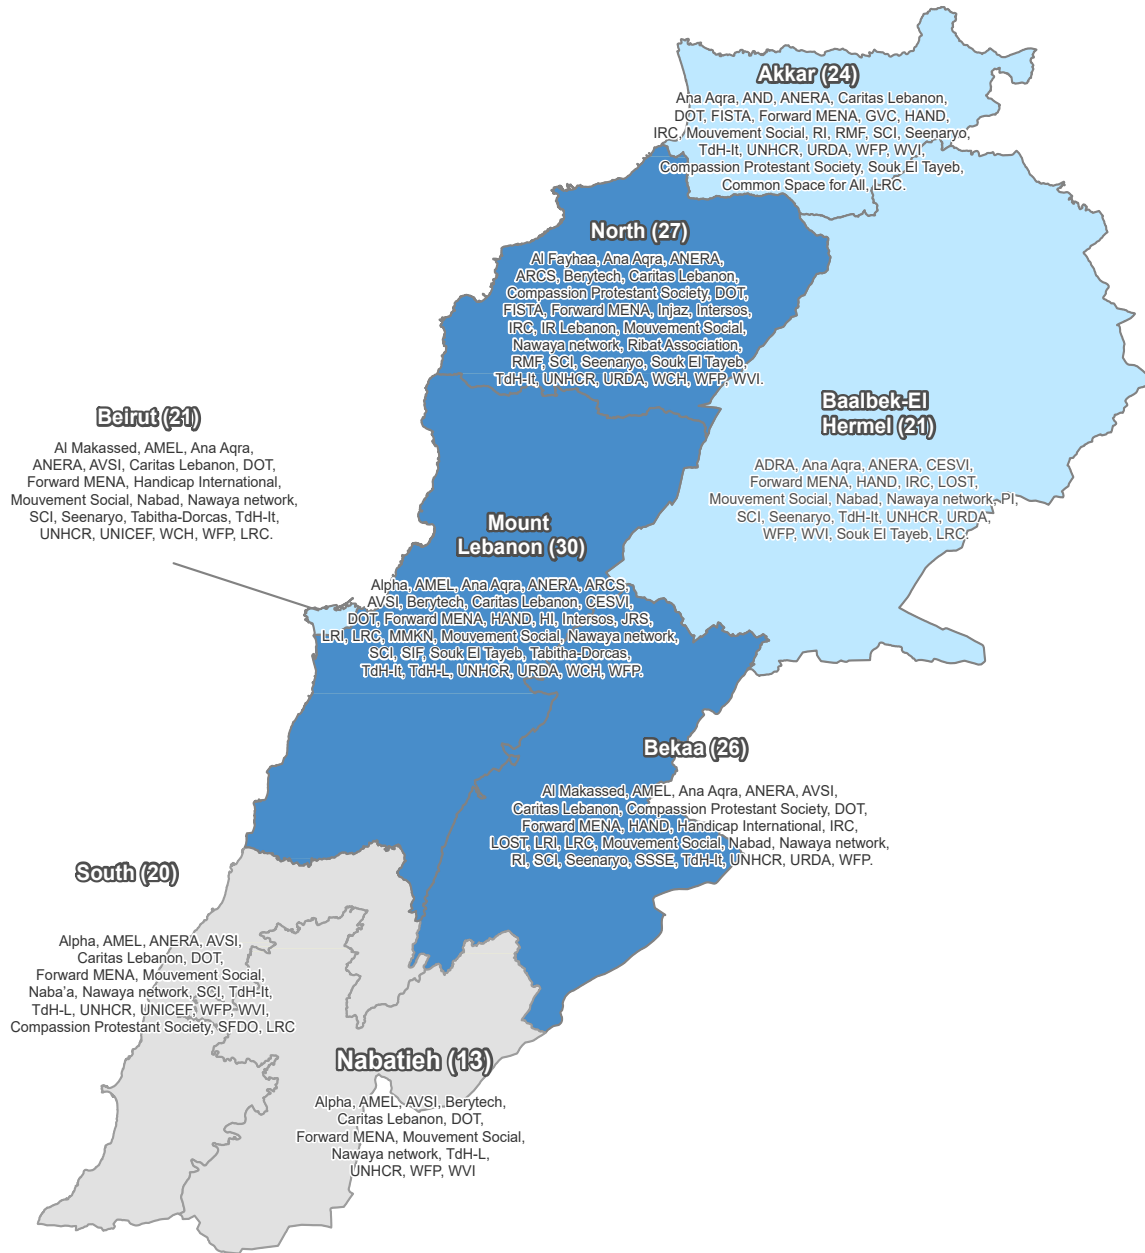 Akkar (24)
Ana Aqra, AND, ANERA, Caritas Lebanon,
DOT, FISTA, Forward MENA, GVC, HAND,
IRC, Mouvement Social, RI, RMF, SCI, Seenaryo,
TdH-It, UNHCR, URDA, WFP, WVI,
Compassion Protestant Society, Souk El Tayeb,
Common Space for All, LRC.
North (27)
Al Fayhaa, Ana Aqra, ANERA,
ARCS, Berytech, Caritas Lebanon,
Compassion Protestant Society, DOT,
FISTA, Forward MENA, Injaz, Intersos,
IRC, IR Lebanon, Mouvement Social,
Nawaya network, Ribat Association,
RMF, SCI, Seenaryo, Souk El Tayeb,
TdH-It, UNHCR, URDA, WCH, WFP, WVI.
Baalbek-El
Hermel (21)
ADRA, Ana Aqra, ANERA, CESVI,
Forward MENA, HAND, IRC, LOST,
Mouvement Social, Nabad, Nawaya network, PI,
SCI, Seenaryo, TdH-It, UNHCR, URDA,
WFP, WVI, Souk El Tayeb, LRC.
Beirut (21)
Al Makassed, AMEL, Ana Aqra,
ANERA, AVSI, Caritas Lebanon, DOT,
Forward MENA, Handicap International,
Mouvement Social, Nabad, Nawaya network,
SCI, Seenaryo, Tabitha-Dorcas, TdH-It,
UNHCR, UNICEF, WCH, WFP, LRC.
Mount
Lebanon (30)
Alpha, AMEL, Ana Aqra, ANERA, ARCS,
AVSI, Berytech, Caritas Lebanon, CESVI,
DOT, Forward MENA, HAND, HI, Intersos, JRS,
LRI, LRC, MMKN, Mouvement Social, Nawaya network,
SCI, SIF, Souk El Tayeb, Tabitha-Dorcas,
TdH-It, TdH-L, UNHCR, URDA, WCH, WFP.
Bekaa (26)
Al Makassed, AMEL, Ana Aqra, ANERA, AVSI,
Caritas Lebanon, Compassion Protestant Society, DOT,
Forward MENA, HAND, Handicap International, IRC,
LOST, LRI, LRC, Mouvement Social, Nabad, Nawaya network,
RI, SCI, Seenaryo, SSSE, TdH-It, UNHCR, URDA, WFP.
South (20)
Alpha, AMEL, ANERA, AVSI,
Caritas Lebanon, DOT,
Forward MENA, Mouvement Social,
Naba'a, Nawaya network, SCI, TdH-It,
TdH-L, UNHCR, UNICEF, WFP, WVI,
Compassion Protestant Society, SFDO, LRC
Nabatieh (13)
Alpha, AMEL, AVSI, Berytech,
Caritas Lebanon, DOT,
Forward MENA, Mouvement Social,
Nawaya network, TdH-L,
UNHCR, WFP, WVI